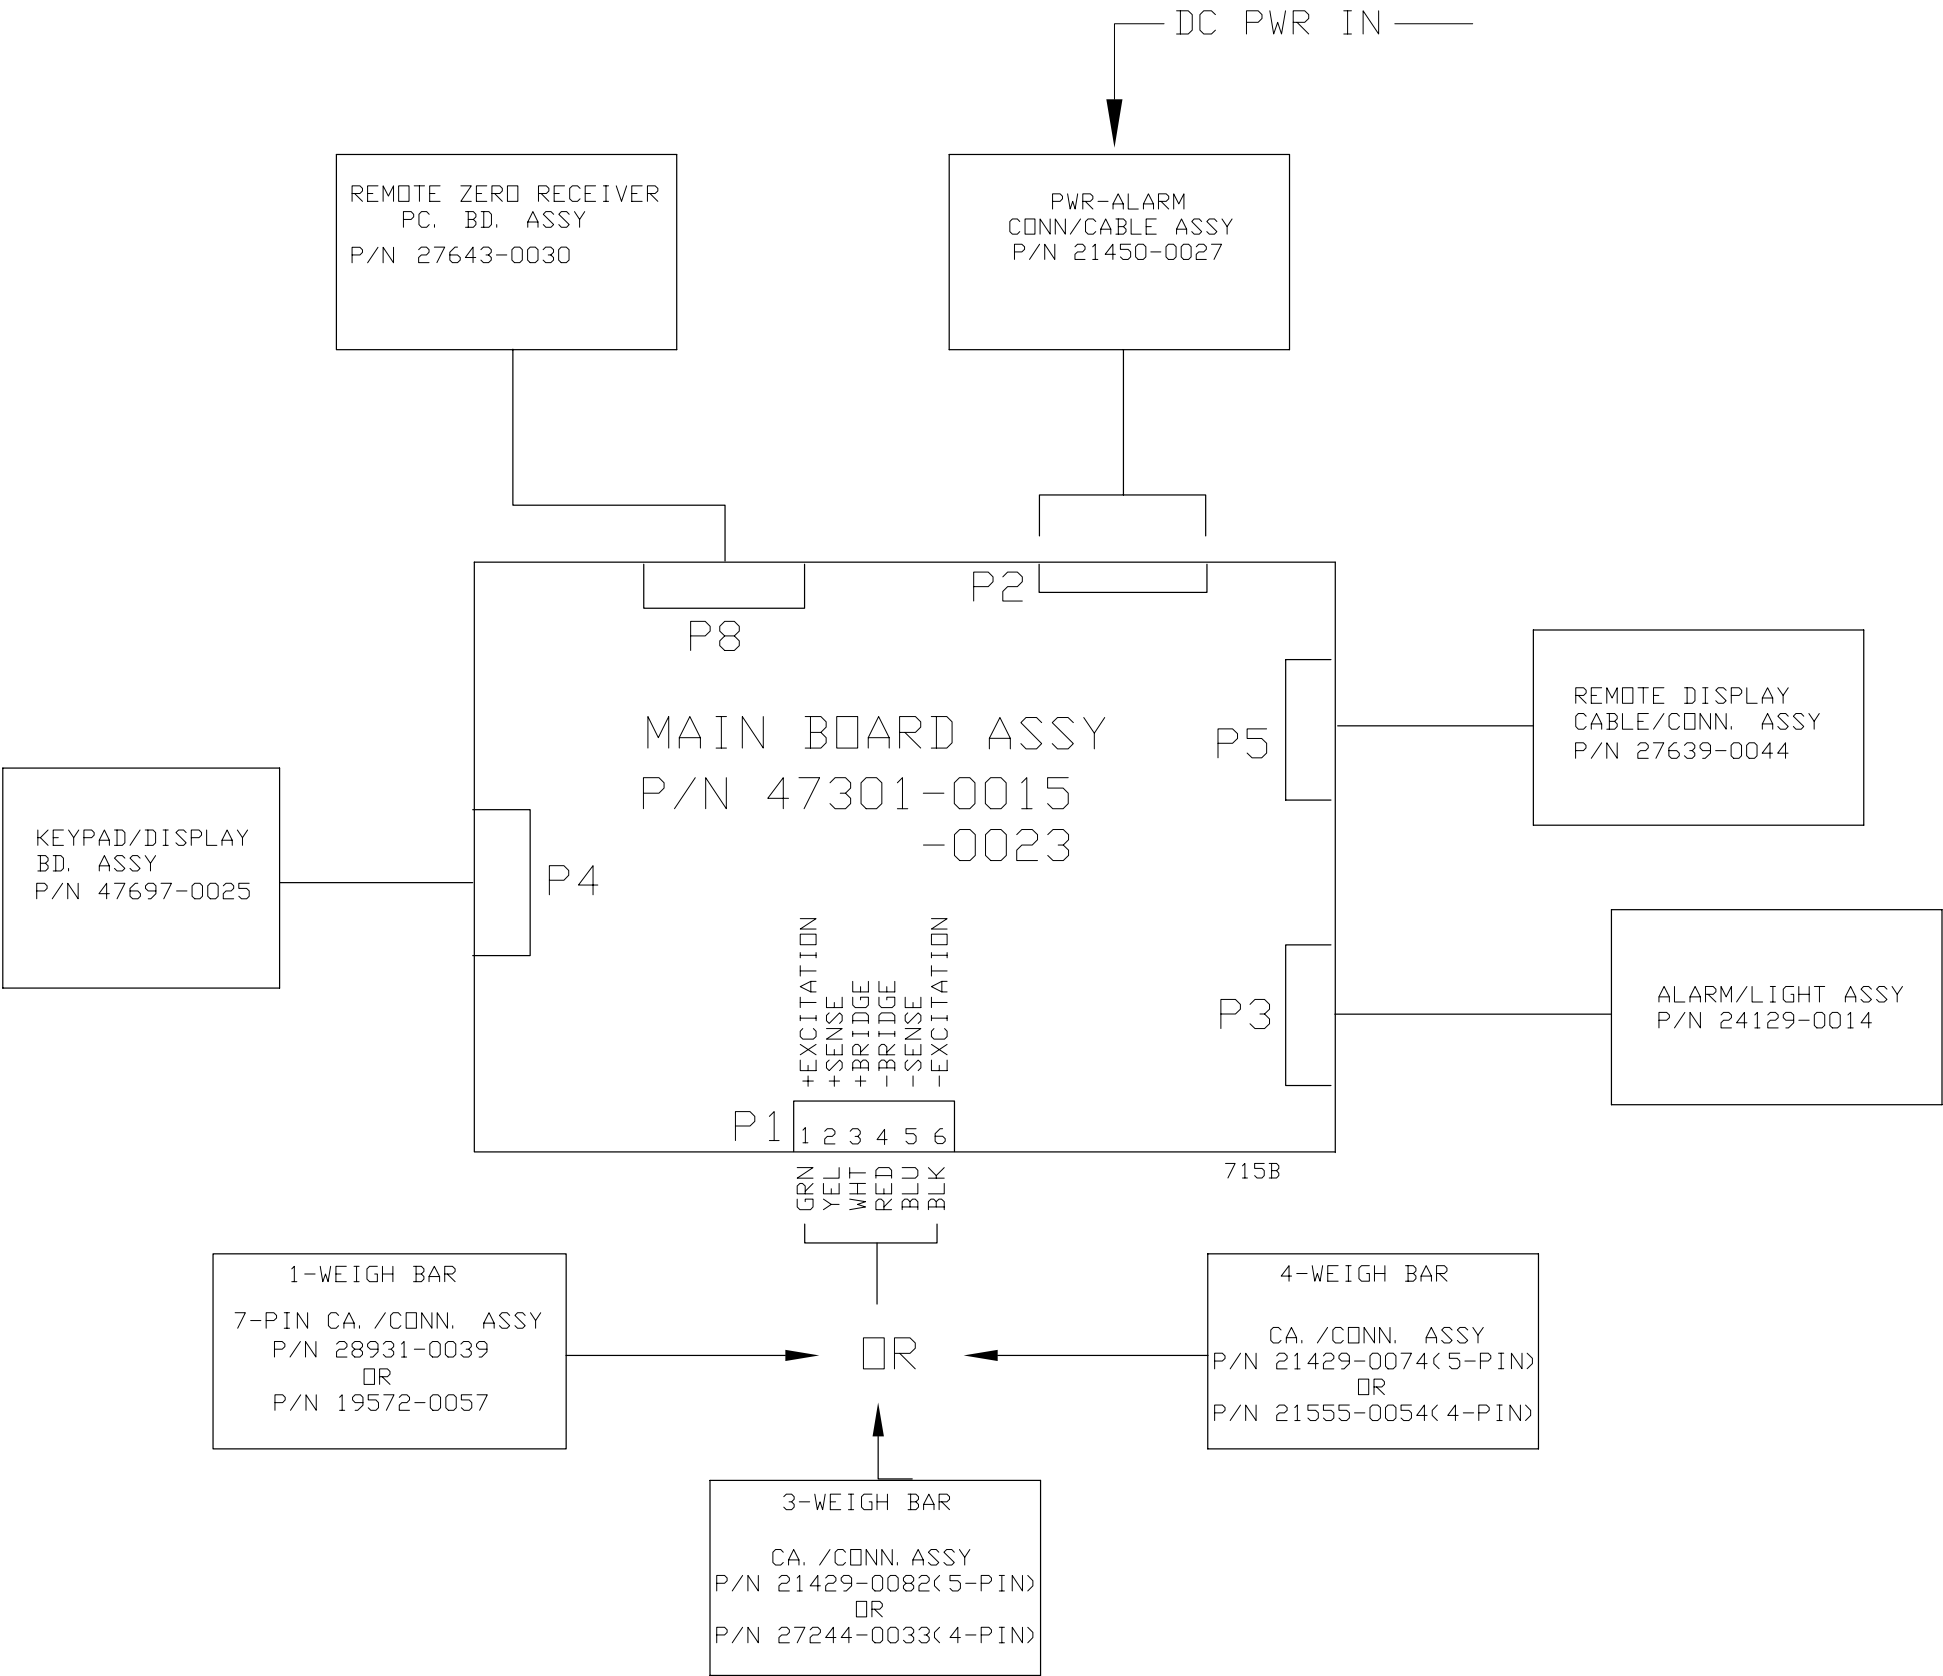 DC PWR IN
REMOTE ZERO RECEIVER
PC. BD. ASSY
P/N 27643-0030
PWR-ALARM
CONN/CABLE ASSY
P/N 21450-0027
P2
P8
REMOTE DISPLAY
CABLE/CONN. ASSY
P/N 27639-0044
MAIN BOARD ASSY
P/N 47301-0015
-0023
P5
KEYPAD/DISPLAY
BD. ASSY
P/N 47697-0025
P4
ALARM/LIGHT ASSY
P/N 24129-0014
P3
+EXCITATION
+SENSE
+BRIDGE
-BRIDGE
-SENSE
-EXCITATION
P1
1 2 3 4 5 6
GRN
YEL
WHT
RED
BLU
BLK
715B
1-WEIGH BAR
7-PIN CA./CONN. ASSY
P/N 28931-0039
OR
P/N 19572-0057
OR
4-WEIGH BAR
CA./CONN. ASSY
P/N 21429-0074(5-PIN)
OR
P/N 21555-0054(4-PIN)
3-WEIGH BAR
CA./CONN. ASSY
P/N 21429-0082(5-PIN)
OR
P/N 27244-0033(4-PIN)